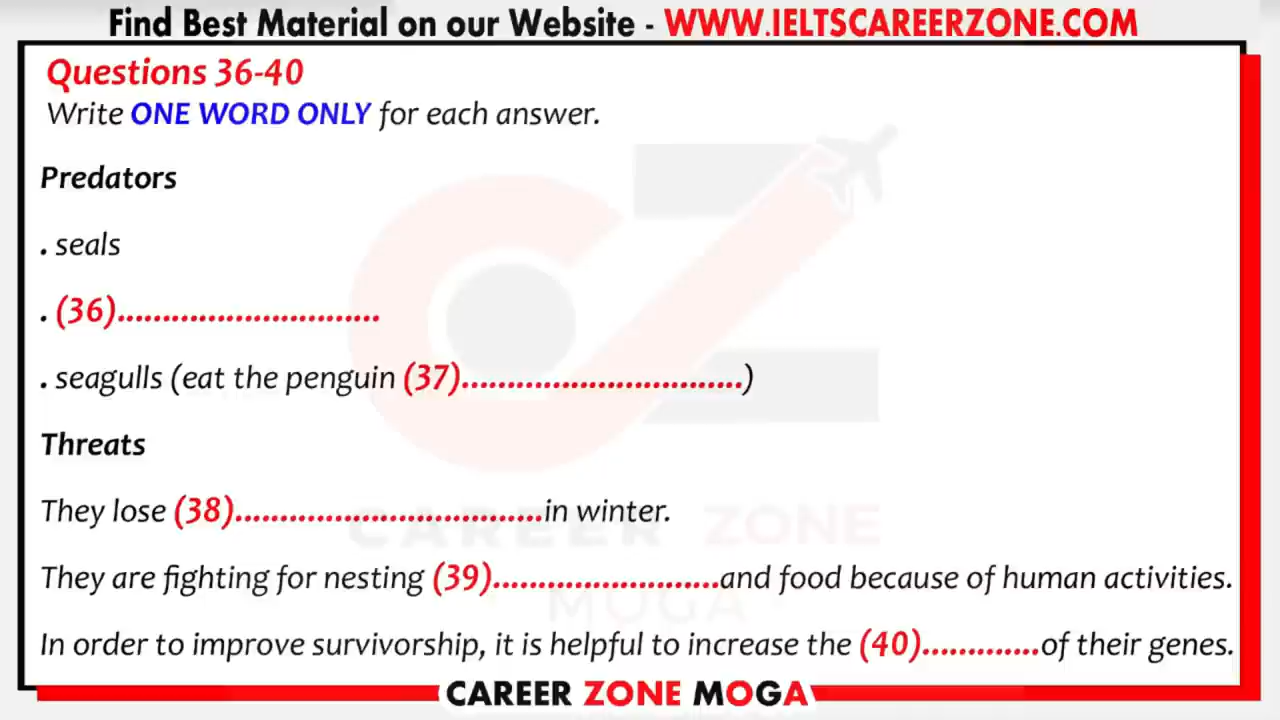 Find Best Material on our Website - WWW.IELTSCAREERZONE.COM
Questions 36-40
Write ONE WORD ONLY for each answer.
Predators
. seals
. (36).............................
. seagulls (eat the penguin (37)...............................)
Threats
They lose (38)..................................in winter.
They are fighting for nesting (39).........................and food because of human activities.
In order to improve survivorship, it is helpful to increase the (40).............of their genes.
CAREER ZONE
MOGA
CAREER ZONE MOGA